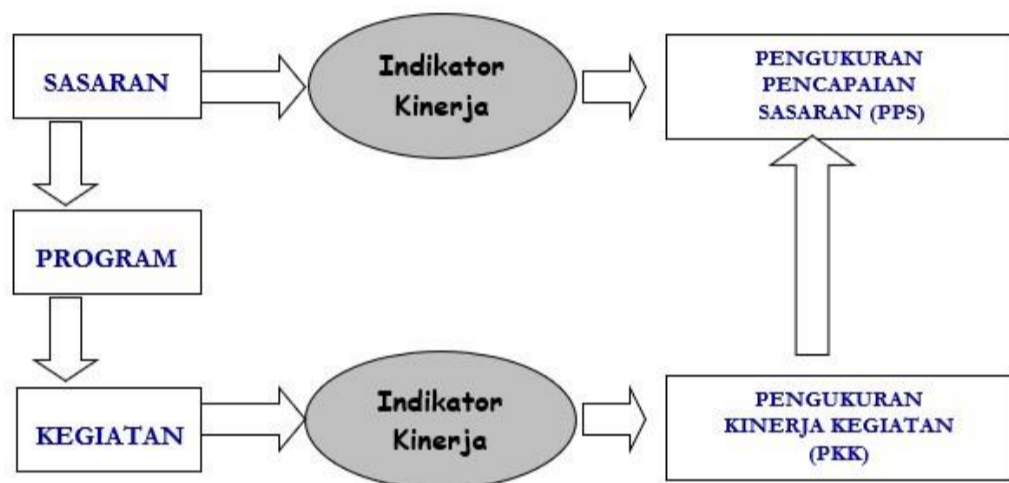 SASARAN
Indikator
Kinerja
PENGUKURAN
PENCAPAIAN
SASARAN (PPS)
PROGRAM
KEGIATAN
Indikator
Kinerja
PENGUKURAN
KINERJA KEGIATAN
(PKK)